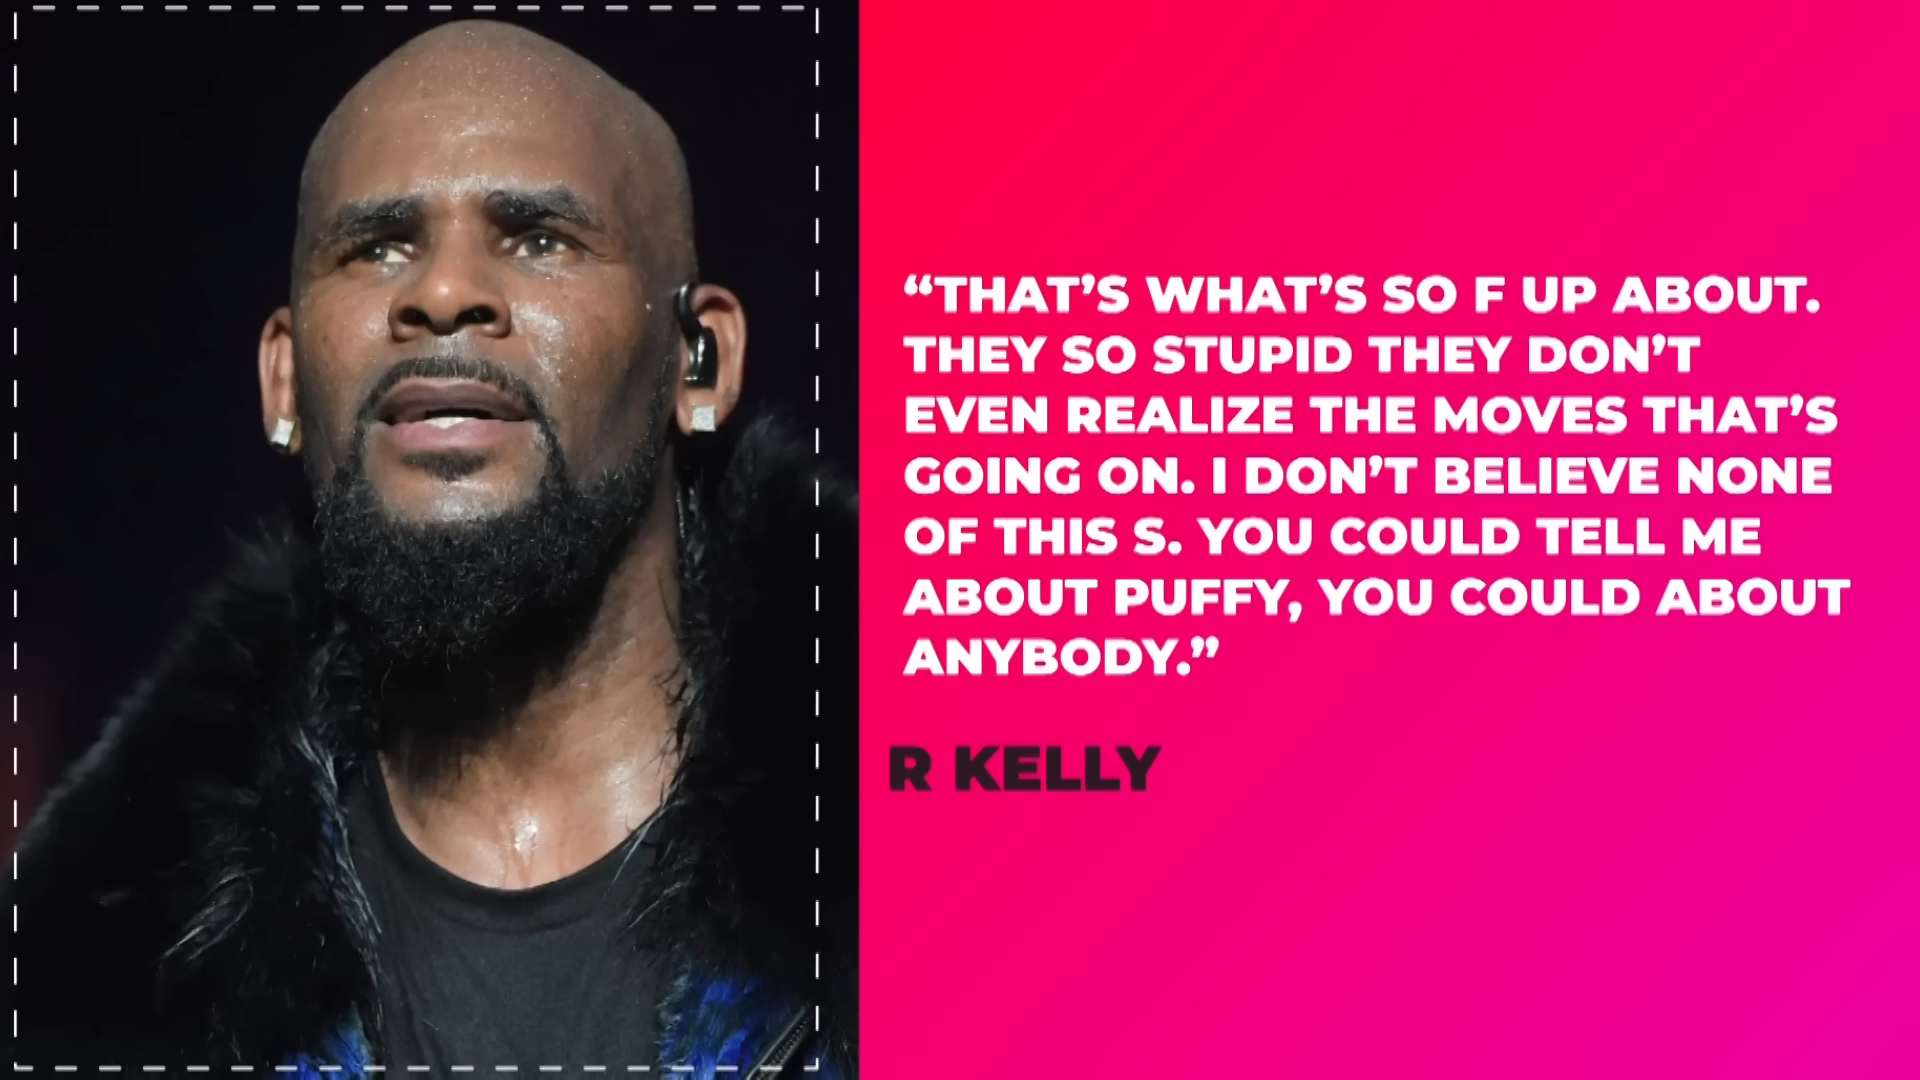 “THAT’S WHAT’S SO F UP ABOUT.
THEY SO STUPID THEY DON’T
EVEN REALIZE THE MOVES THAT’S
GOING ON. I DON’T BELIEVE NONE
OF THIS S. YOU COULD TELL ME
ABOUT PUFFY, YOU COULD ABOUT
ANYBODY.”
R KELLY